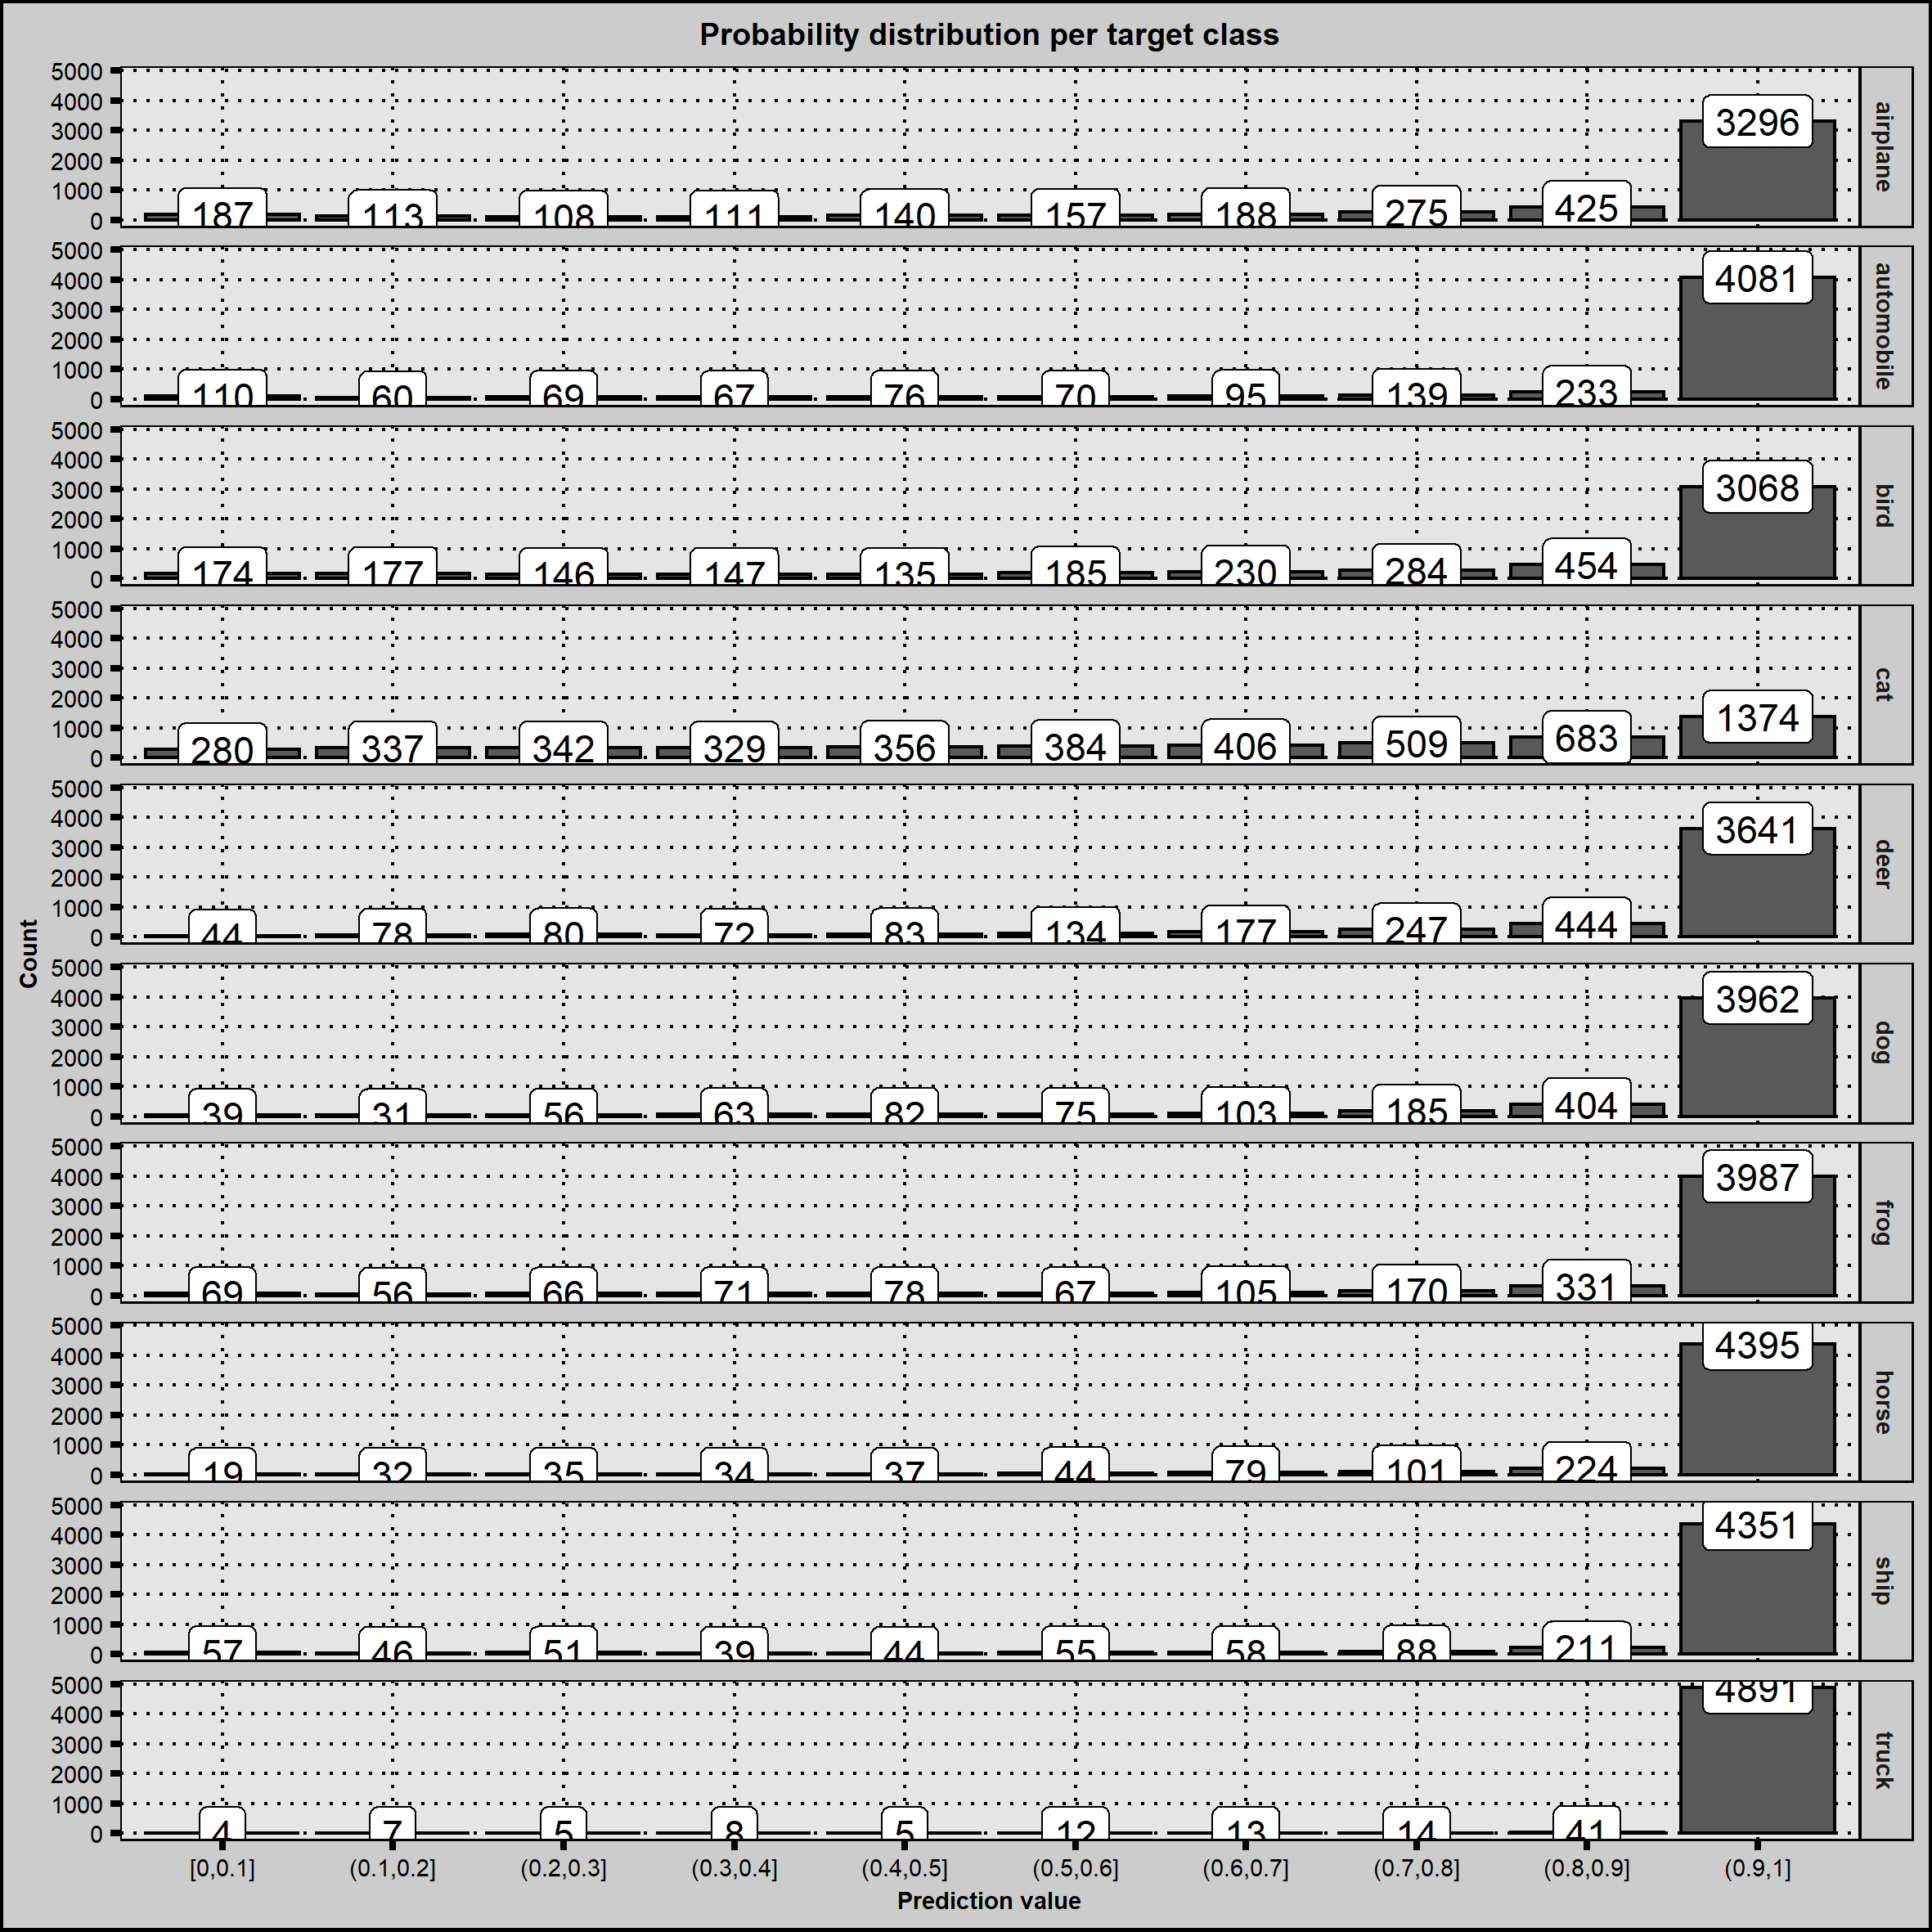 Probability distribution per target class
Count
5000
4000
3000
2000
1000
0
187 113 108 111 140 157 188 275 425 3296
airplane
5000
4000
3000
2000
1000
0
110 60 69 67 76 70 95 139 233 4081
automobile
5000
4000
3000
2000
1000
0
174 177 146 147 135 185 230 284 454 3068
bird
5000
4000
3000
2000
1000
0
280 337 342 329 356 384 406 509 683 1374
cat
5000
4000
3000
2000
1000
0
44 78 80 72 83 134 177 247 444 3641
deer
5000
4000
3000
2000
1000
0
39 31 56 63 82 75 103 185 404 3962
dog
5000
4000
3000
2000
1000
0
69 56 66 71 78 67 105 170 331 3987
frog
5000
4000
3000
2000
1000
0
19 32 35 34 37 44 79 101 224 4395
horse
5000
4000
3000
2000
1000
0
57 46 51 39 44 55 58 88 211 4351
ship
5000
4000
3000
2000
1000
0
4 7 5 8 5 12 13 14 41 4891
truck
[0,0.1] (0.1,0.2] (0.2,0.3] (0.3,0.4] (0.4,0.5] (0.5,0.6] (0.6,0.7] (0.7,0.8] (0.8,0.9] (0.9,1]
Prediction value